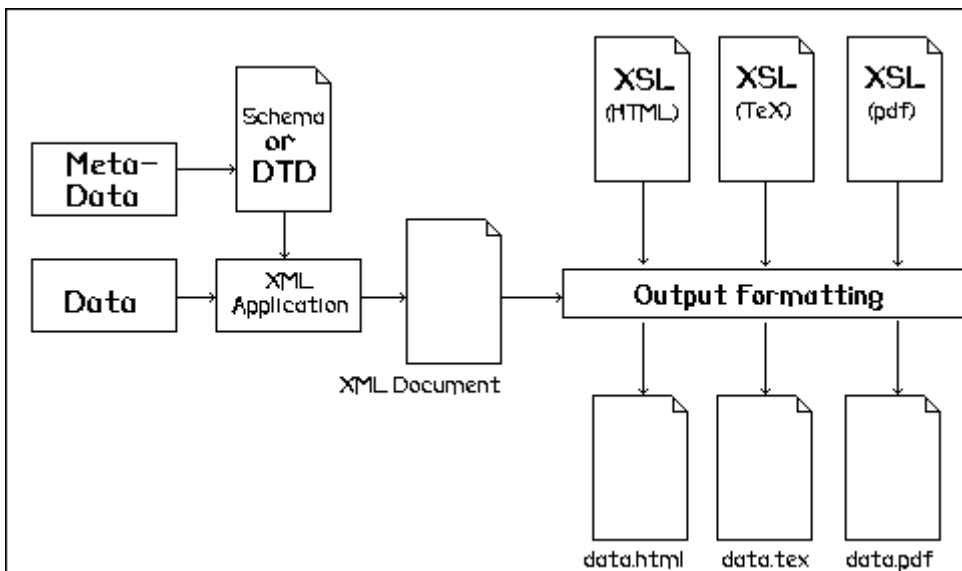 Meta-
Data
Schema
or
DTD
Data
XML
Application
XML Document
XSL
(HTML)
XSL
(TeX)
XSL
(pdf)
Output Formatting
data.html
data.tex
data.pdf